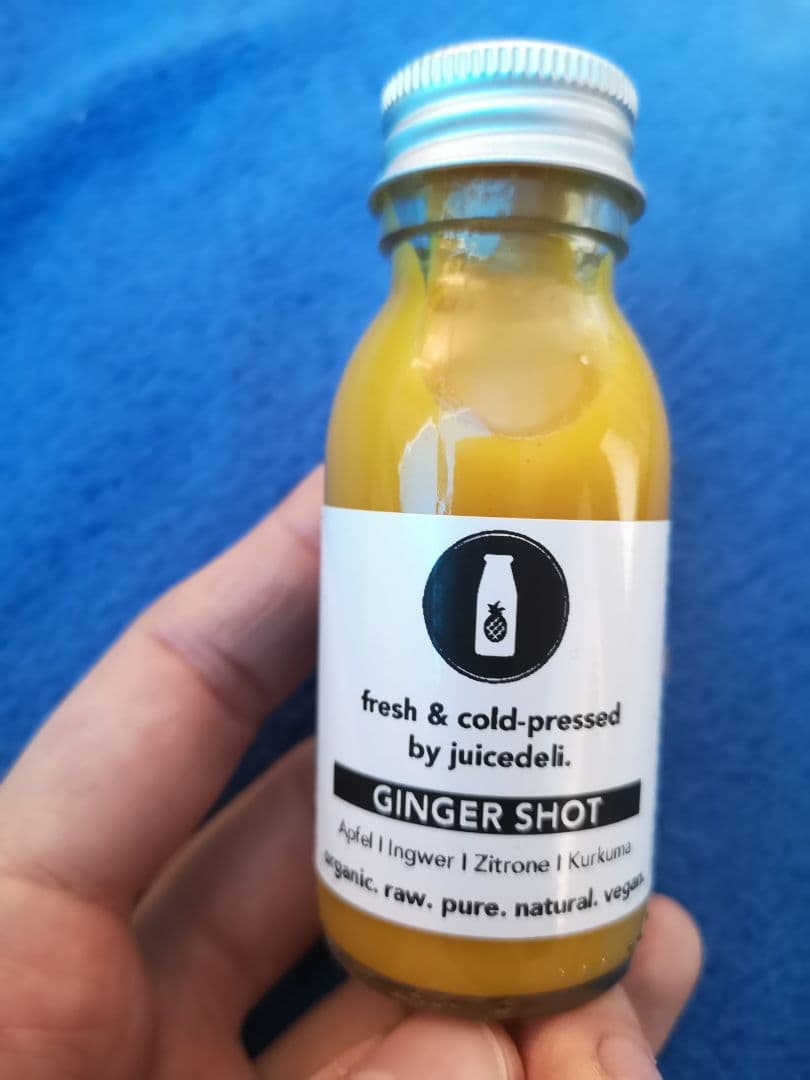 fresh & cold-pressed
by juicedeli.
GINGER SHOT
Apfel I Ingwer I Zitrone I Kurkuma
organic. raw. pure. natural. vegan.